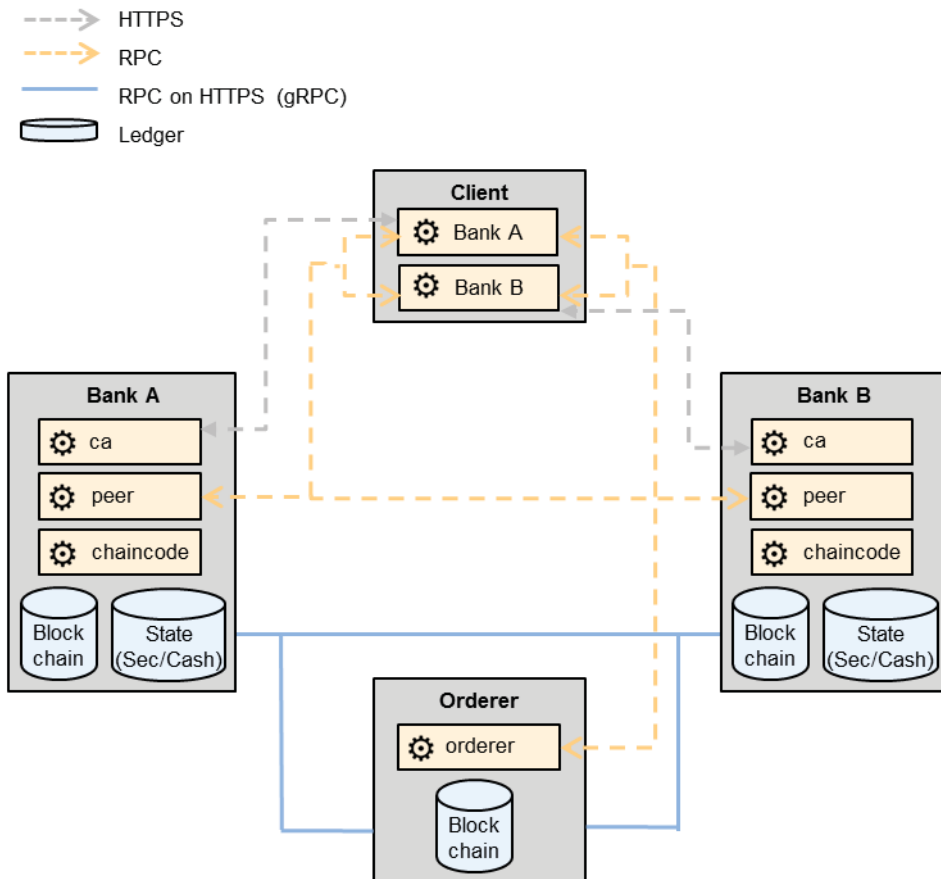 HTTPS
RPC
RPC on HTTPS (gRPC)
Ledger
Client
Bank A
Bank B
Bank A
ca
peer
chaincode
Block
chain
State
(Sec/Cash)
Bank B
ca
peer
chaincode
Block
chain
State
(Sec/Cash)
Orderer
orderer
Block
chain